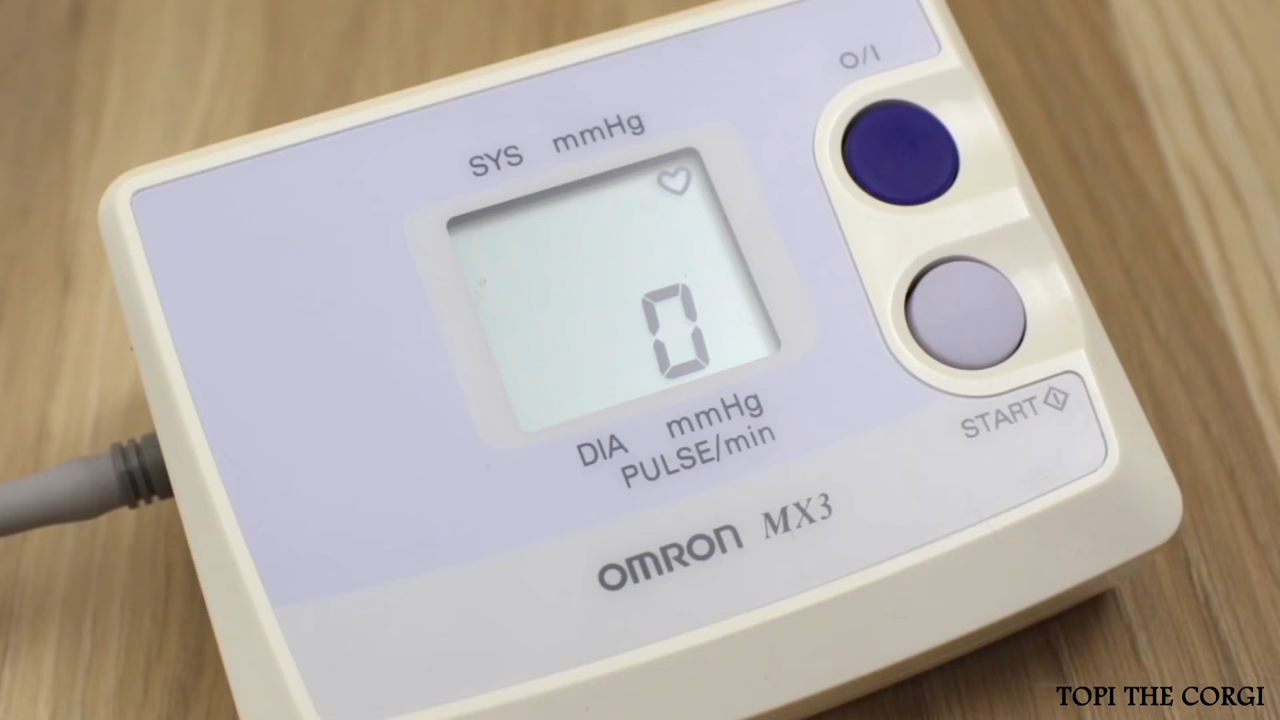 O/I
SYS mmHg
0
DIA mmHg
PULSE/min
START
OMRON MX3
TOPI THE CORGI